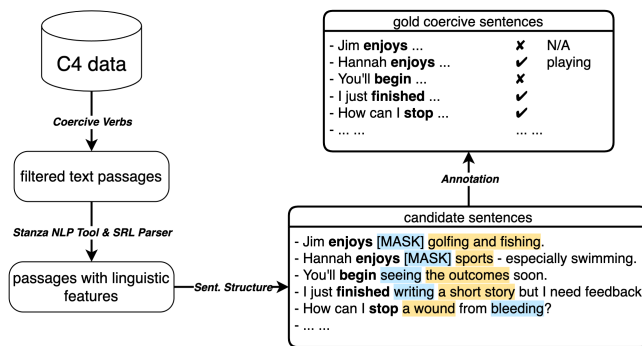 C4 data
Coercive Verbs
filtered text passages
Stanza NLP Tool & SRL Parser
passages with linguistic
features
Sent. Structure
candidate sentences
- Jim enjoys [MASK] golfing and fishing.
- Hannah enjoys [MASK] sports - especially swimming.
- You'll begin seeing the outcomes soon.
- I just finished writing a short story but I need feedback
- How can I stop a wound from bleeding?
- ... ...
Annotation
gold coercive sentences
- Jim enjoys ... ✘ N/A
- Hannah enjoys ... ✔ playing
- You'll begin ... ✘
- I just finished ... ✔
- How can I stop ... ✔
- ... ... ... ...